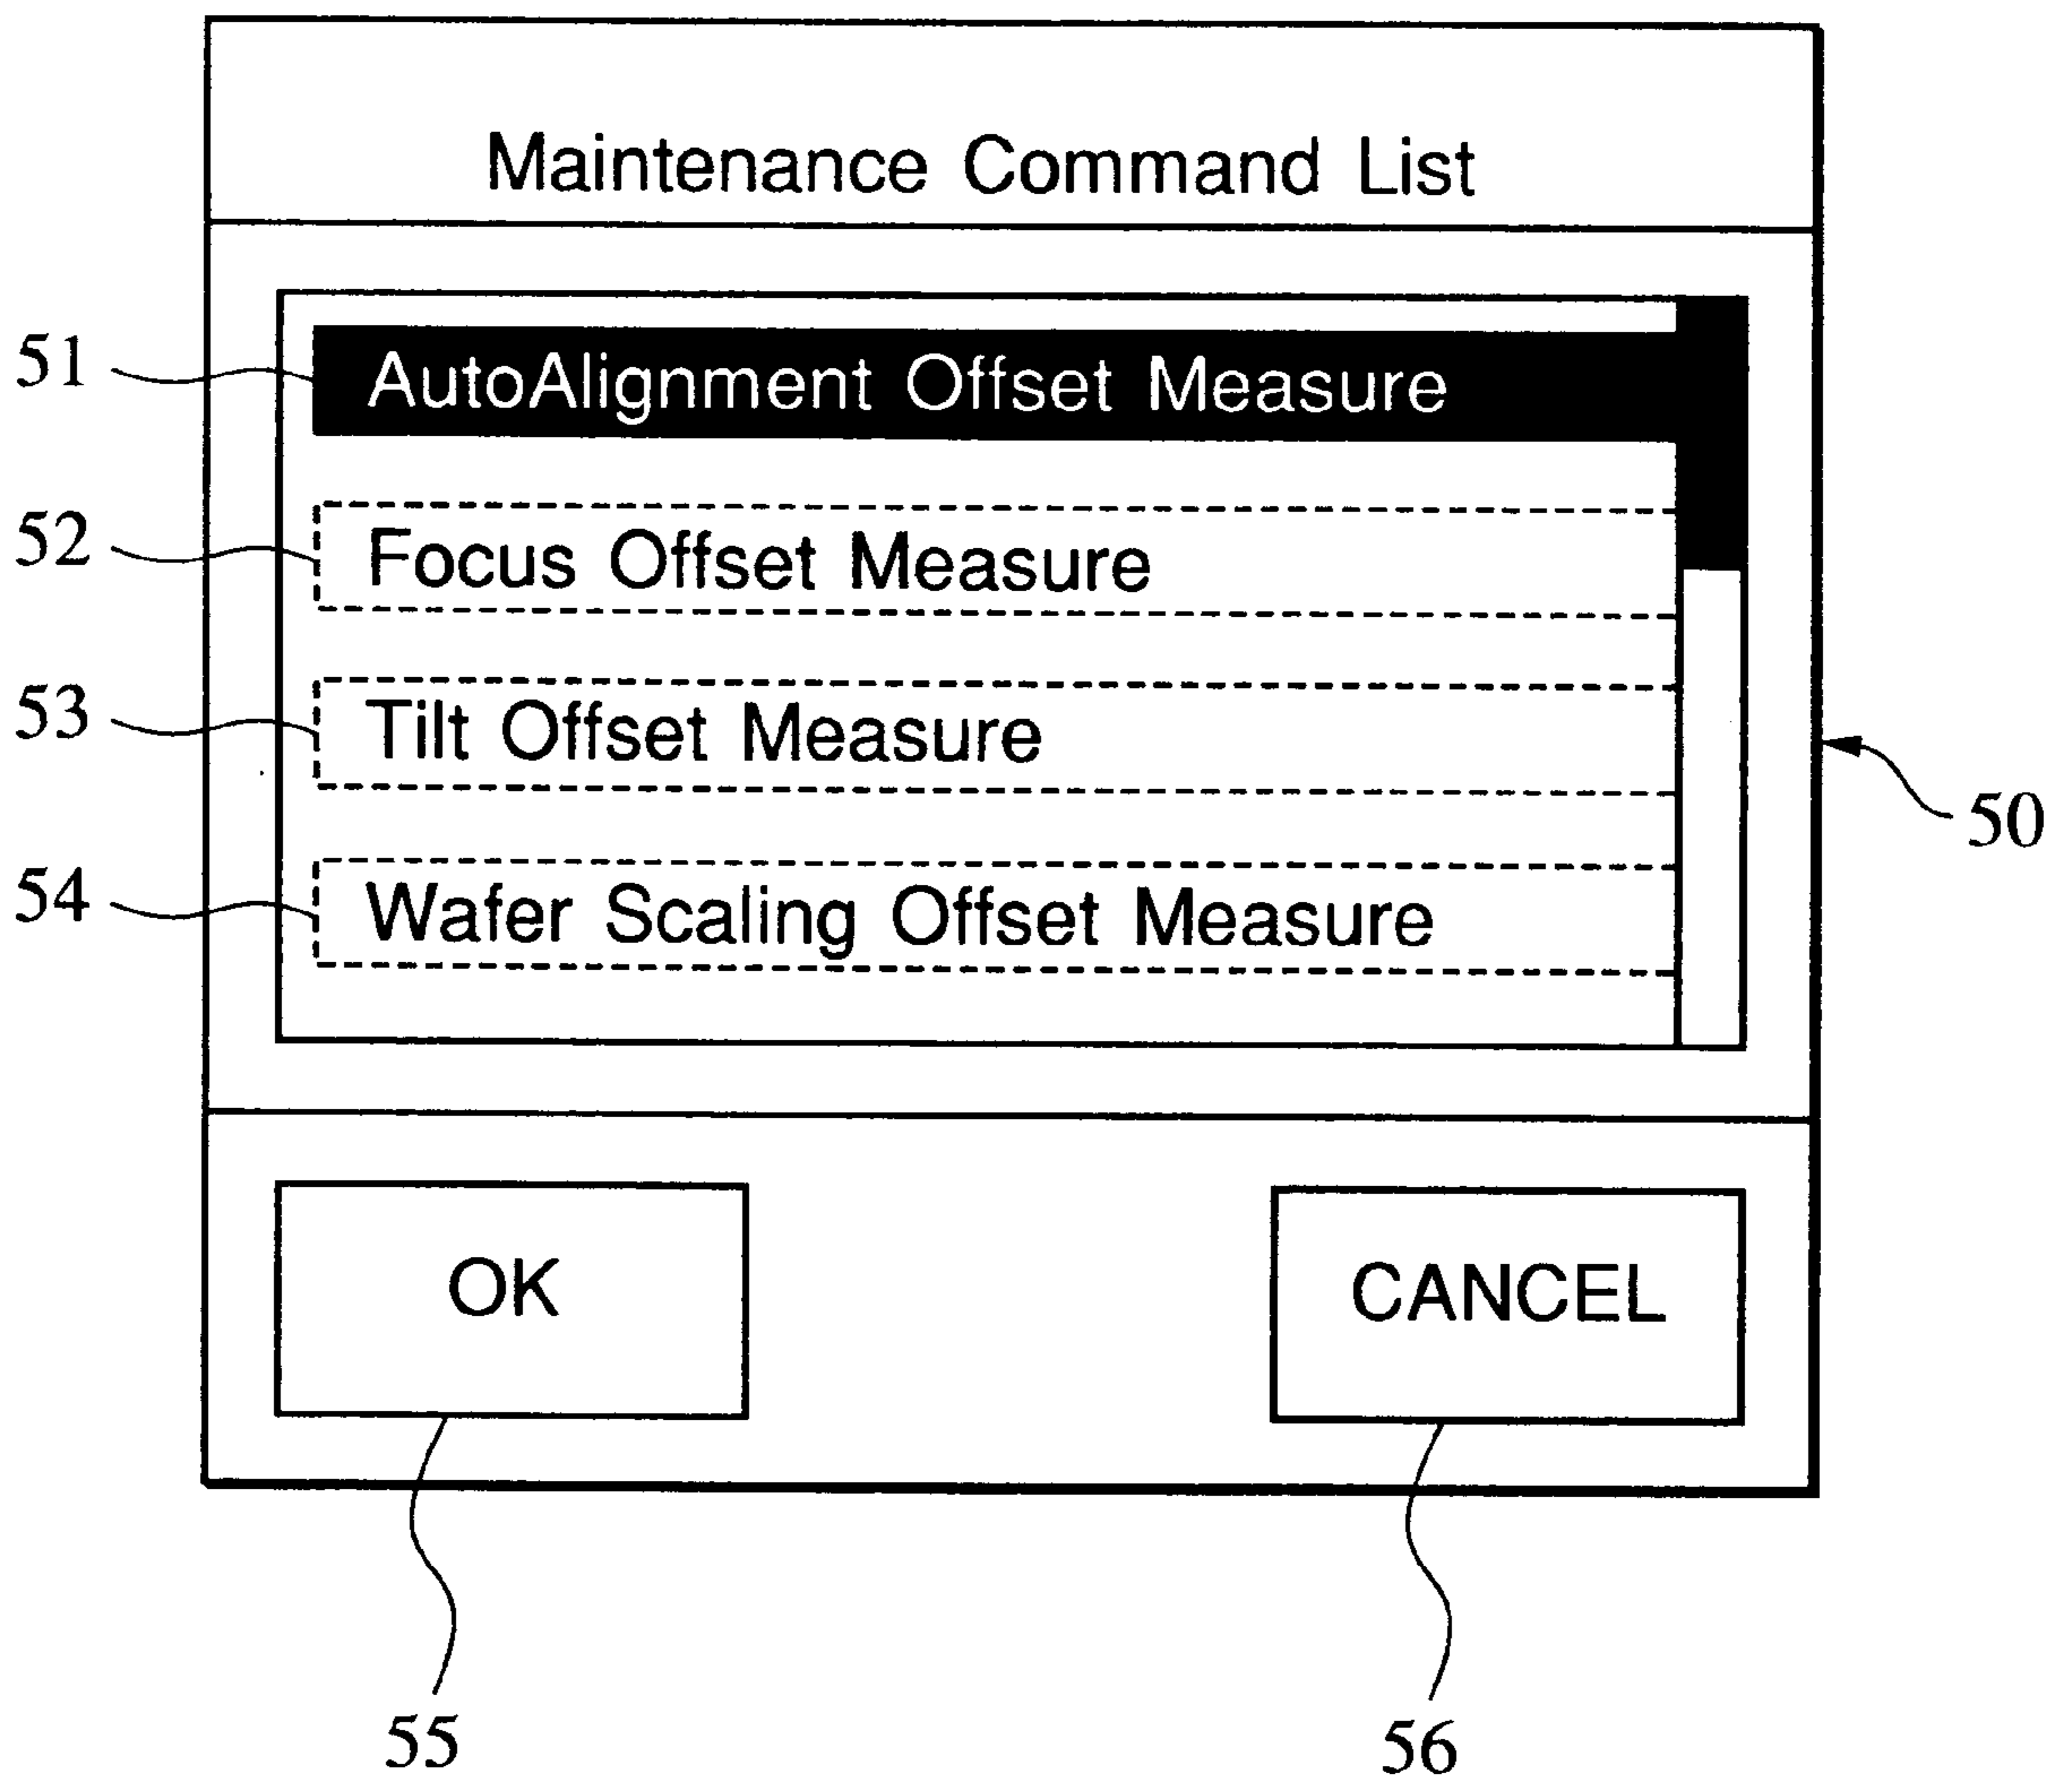 Maintenance Command List
51 AutoAlignment Offset Measure
52 Focus Offset Measure
53 Tilt Offset Measure
50
54 Wafer Scaling Offset Measure
OK CANCEL
55 56